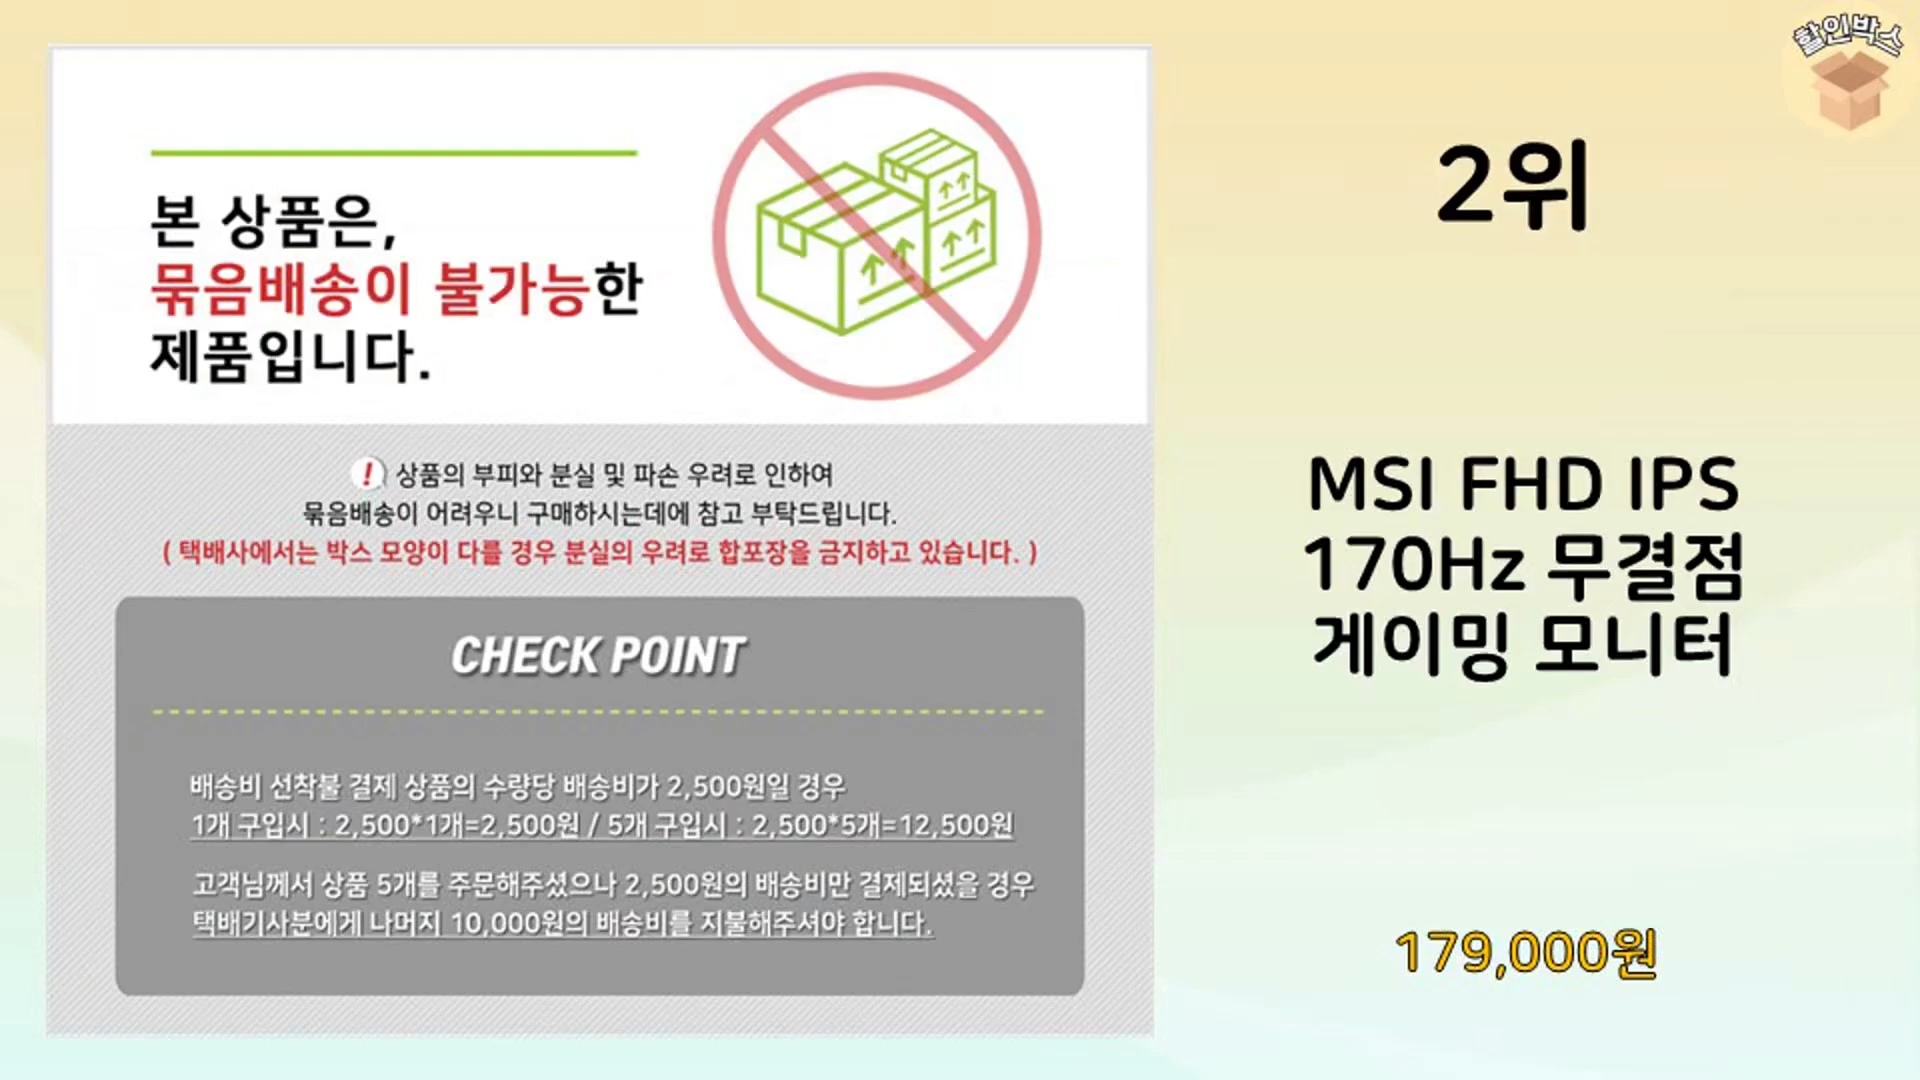 할인박스
본 상품은,
묶음배송이 불가능한
제품입니다.
! 상품의 부피와 분실 및 파손 우려로 인하여
묶음배송이 어려우니 구매하시는데에 참고 부탁드립니다.
( 택배사에서는 박스 모양이 다를 경우 분실의 우려로 합포장을 금지하고 있습니다. )
CHECK POINT
배송비 선착불 결제 상품의 수량당 배송비가 2,500원일 경우
1개 구입시 : 2,500*1개=2,500원 / 5개 구입시 : 2,500*5개=12,500원
고객님께서 상품 5개를 주문해주셨으나 2,500원의 배송비만 결제되셨을 경우
택배기사분에게 나머지 10,000원의 배송비를 지불해주셔야 합니다.
2위
MSI FHD IPS
170Hz 무결점
게이밍 모니터
179,000원